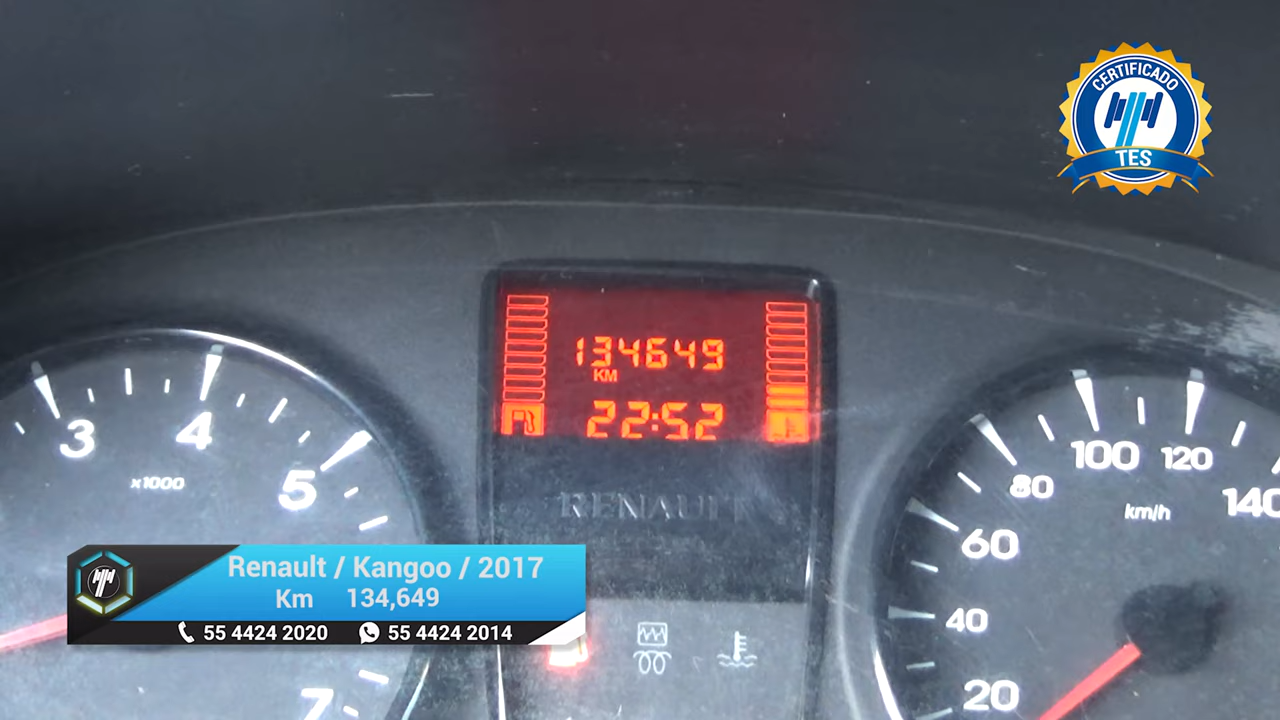 CERTIFICADO
TES
134649
KM
22:52
RENAULT
3
4
5
7
x1000
20
40
60
80
100
120
140
km/h
Renault / Kangoo / 2017
Km 134,649
55 4424 2020 55 4424 2014